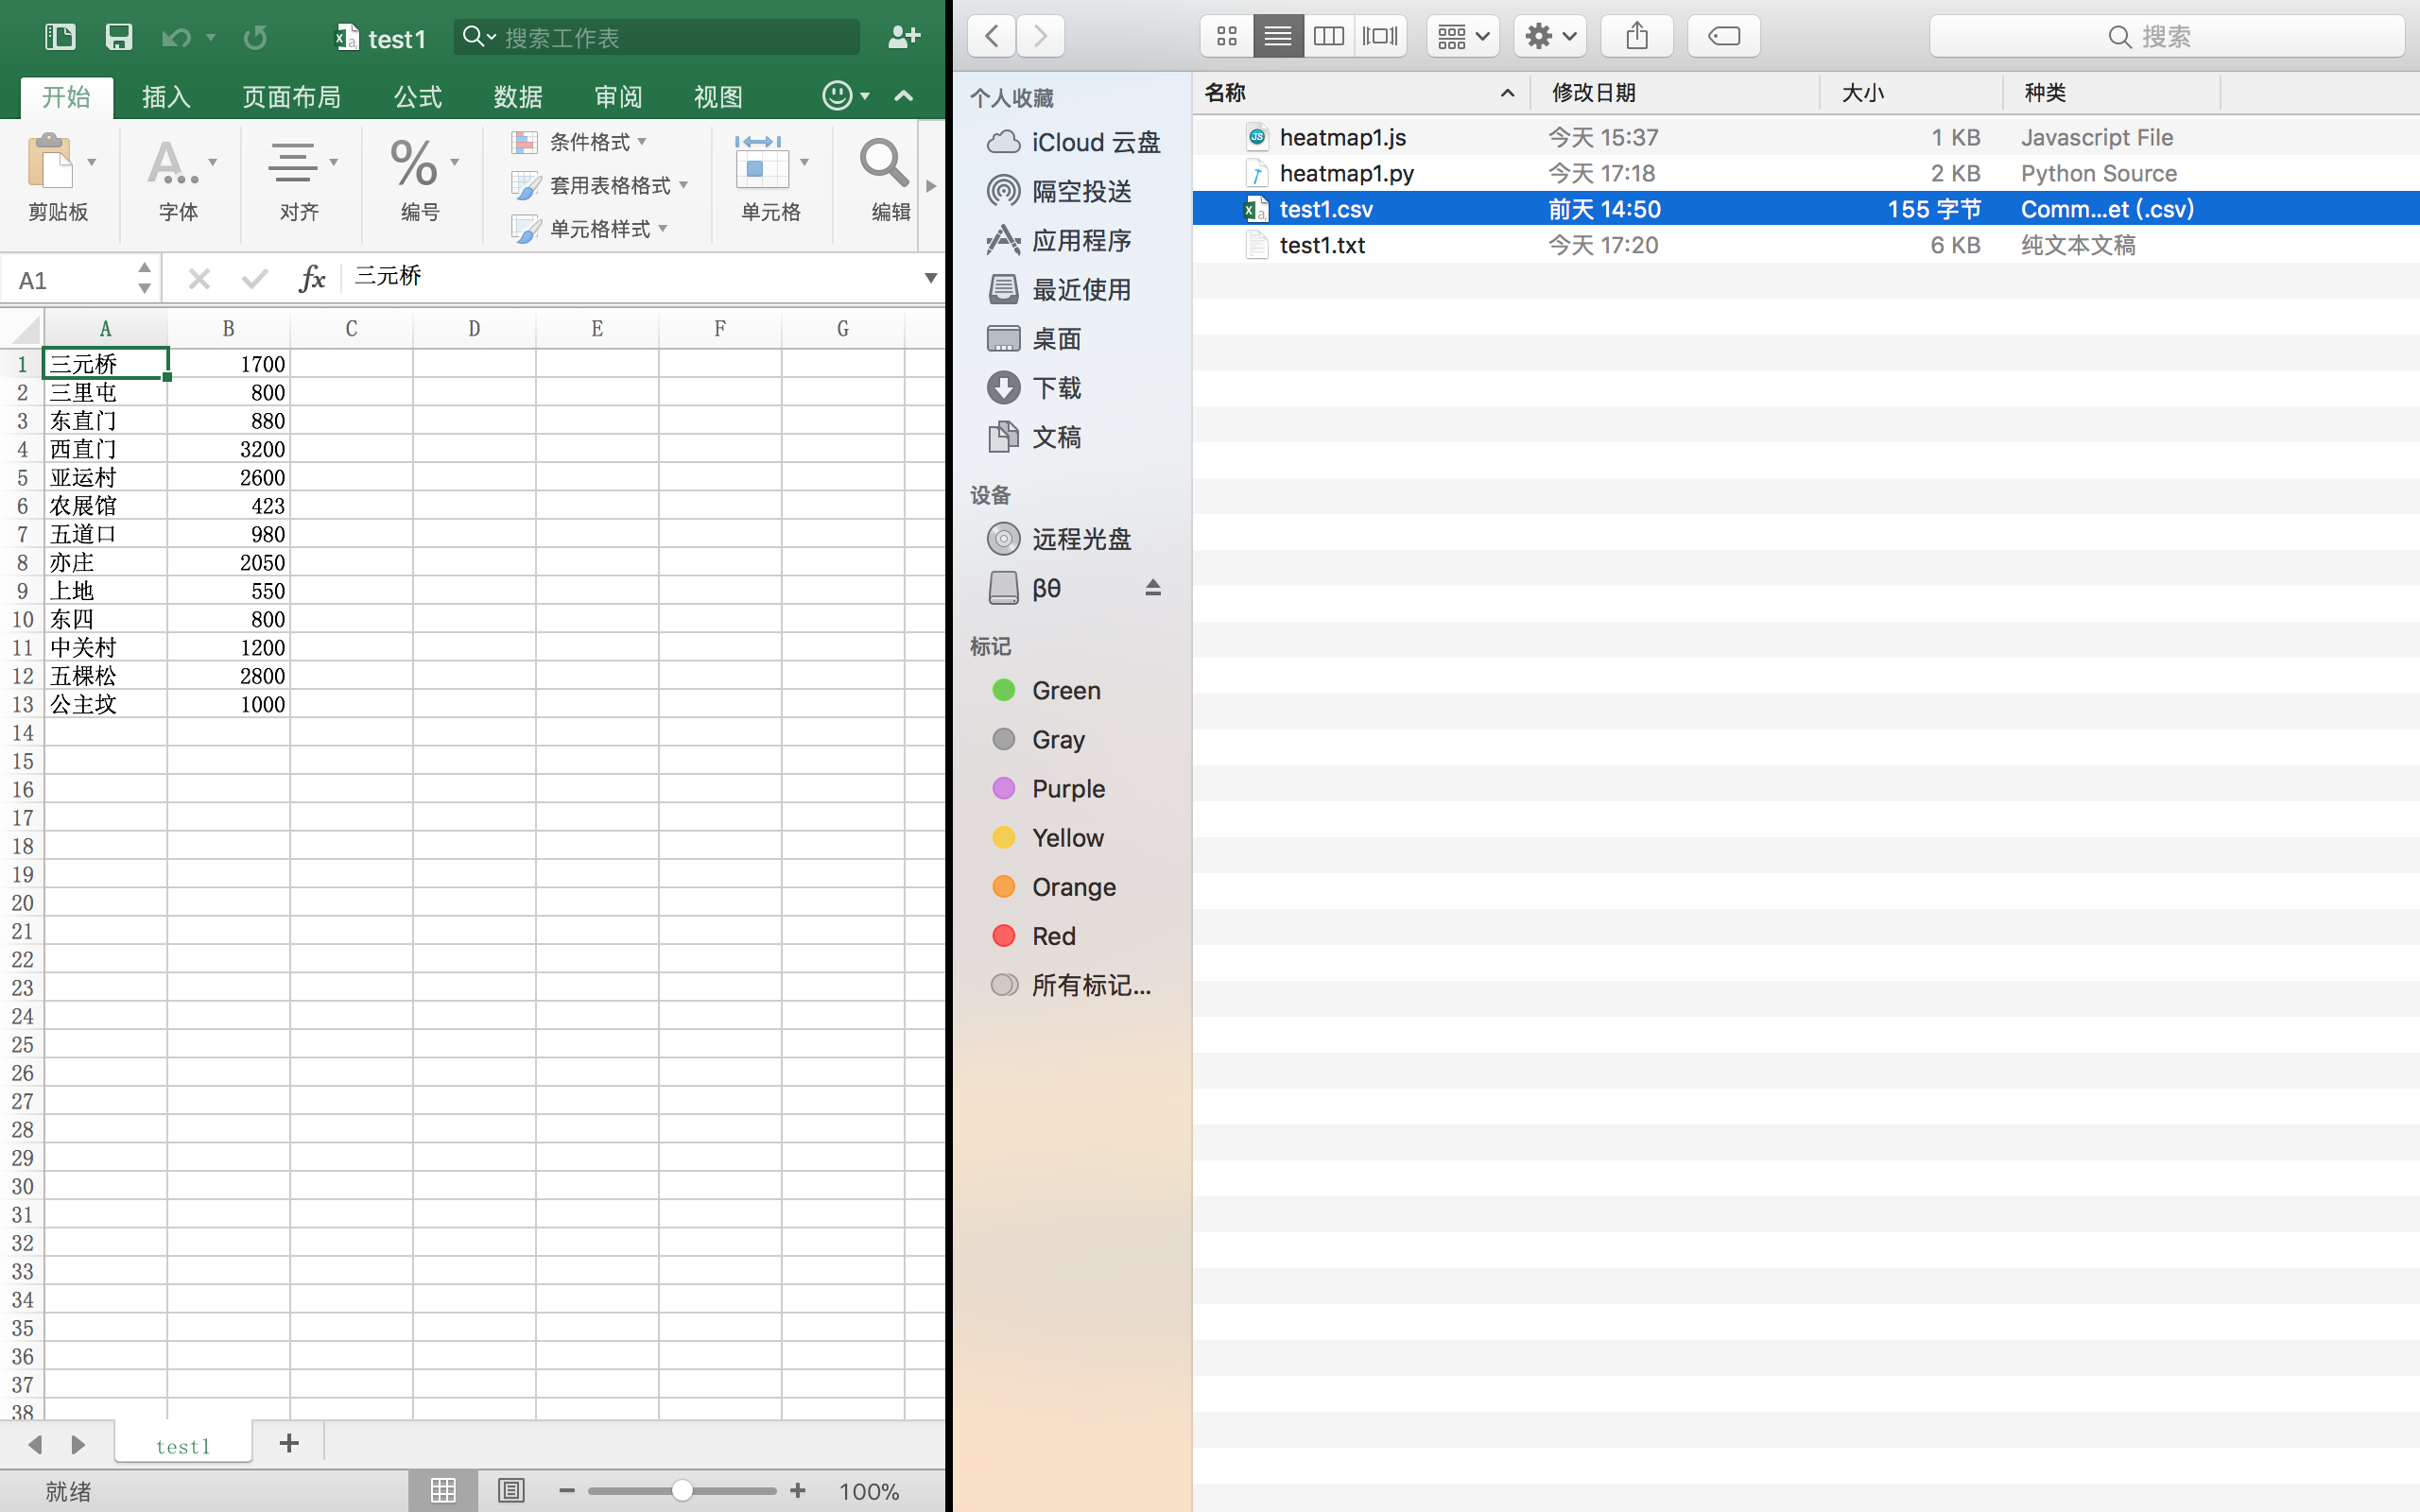 test1
搜索工作表
开始 插入 页面布局 公式 数据 审阅 视图
剪贴板 字体 对齐 % 编号 条件格式 套用表格格式 单元格样式 单元格 编辑
A1 fx 三元桥
A B C D E F G
1 三元桥 1700
2 三里屯 800
3 东直门 880
4 西直门 3200
5 亚运村 2600
6 农展馆 423
7 五道口 980
8 亦庄 2050
9 上地 550
10 东四 800
11 中关村 1200
12 五棵松 2800
13 公主坟 1000
14
15
16
17
18
19
20
21
22
23
24
25
26
27
28
29
30
31
32
33
34
35
36
37
38
test1 +
就绪 − + 100%
搜索
个人收藏
iCloud 云盘
隔空投送
应用程序
最近使用
桌面
下载
文稿
设备
远程光盘
βθ
标记
Green
Gray
Purple
Yellow
Orange
Red
所有标记...
名称 修改日期 大小 种类
heatmap1.js 今天 15:37 1 KB Javascript File
heatmap1.py 今天 17:18 2 KB Python Source
test1.csv 前天 14:50 155 字节 Comm...et (.csv)
test1.txt 今天 17:20 6 KB 纯文本文稿